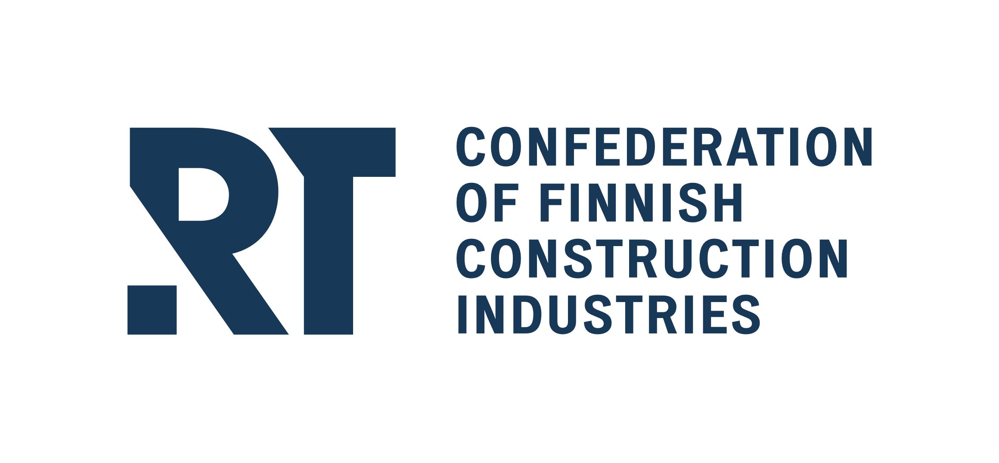 RT
CONFEDERATION
OF FINNISH
CONSTRUCTION
INDUSTRIES